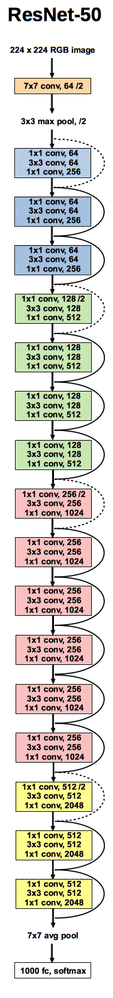 ResNet-50
224 x 224 RGB image
7x7 conv, 64 /2
3x3 max pool, /2
1x1 conv, 64
3x3 conv, 64
1x1 conv, 256
1x1 conv, 64
3x3 conv, 64
1x1 conv, 256
1x1 conv, 64
3x3 conv, 64
1x1 conv, 256
1x1 conv, 128 /2
3x3 conv, 128
1x1 conv, 512
1x1 conv, 128
3x3 conv, 128
1x1 conv, 512
1x1 conv, 128
3x3 conv, 128
1x1 conv, 512
1x1 conv, 128
3x3 conv, 128
1x1 conv, 512
1x1 conv, 256 /2
3x3 conv, 256
1x1 conv, 1024
1x1 conv, 256
3x3 conv, 256
1x1 conv, 1024
1x1 conv, 256
3x3 conv, 256
1x1 conv, 1024
1x1 conv, 256
3x3 conv, 256
1x1 conv, 1024
1x1 conv, 256
3x3 conv, 256
1x1 conv, 1024
1x1 conv, 256
3x3 conv, 256
1x1 conv, 1024
1x1 conv, 512 /2
3x3 conv, 512
1x1 conv, 2048
1x1 conv, 512
3x3 conv, 512
1x1 conv, 2048
1x1 conv, 512
3x3 conv, 512
1x1 conv, 2048
7x7 avg pool
1000 fc, softmax